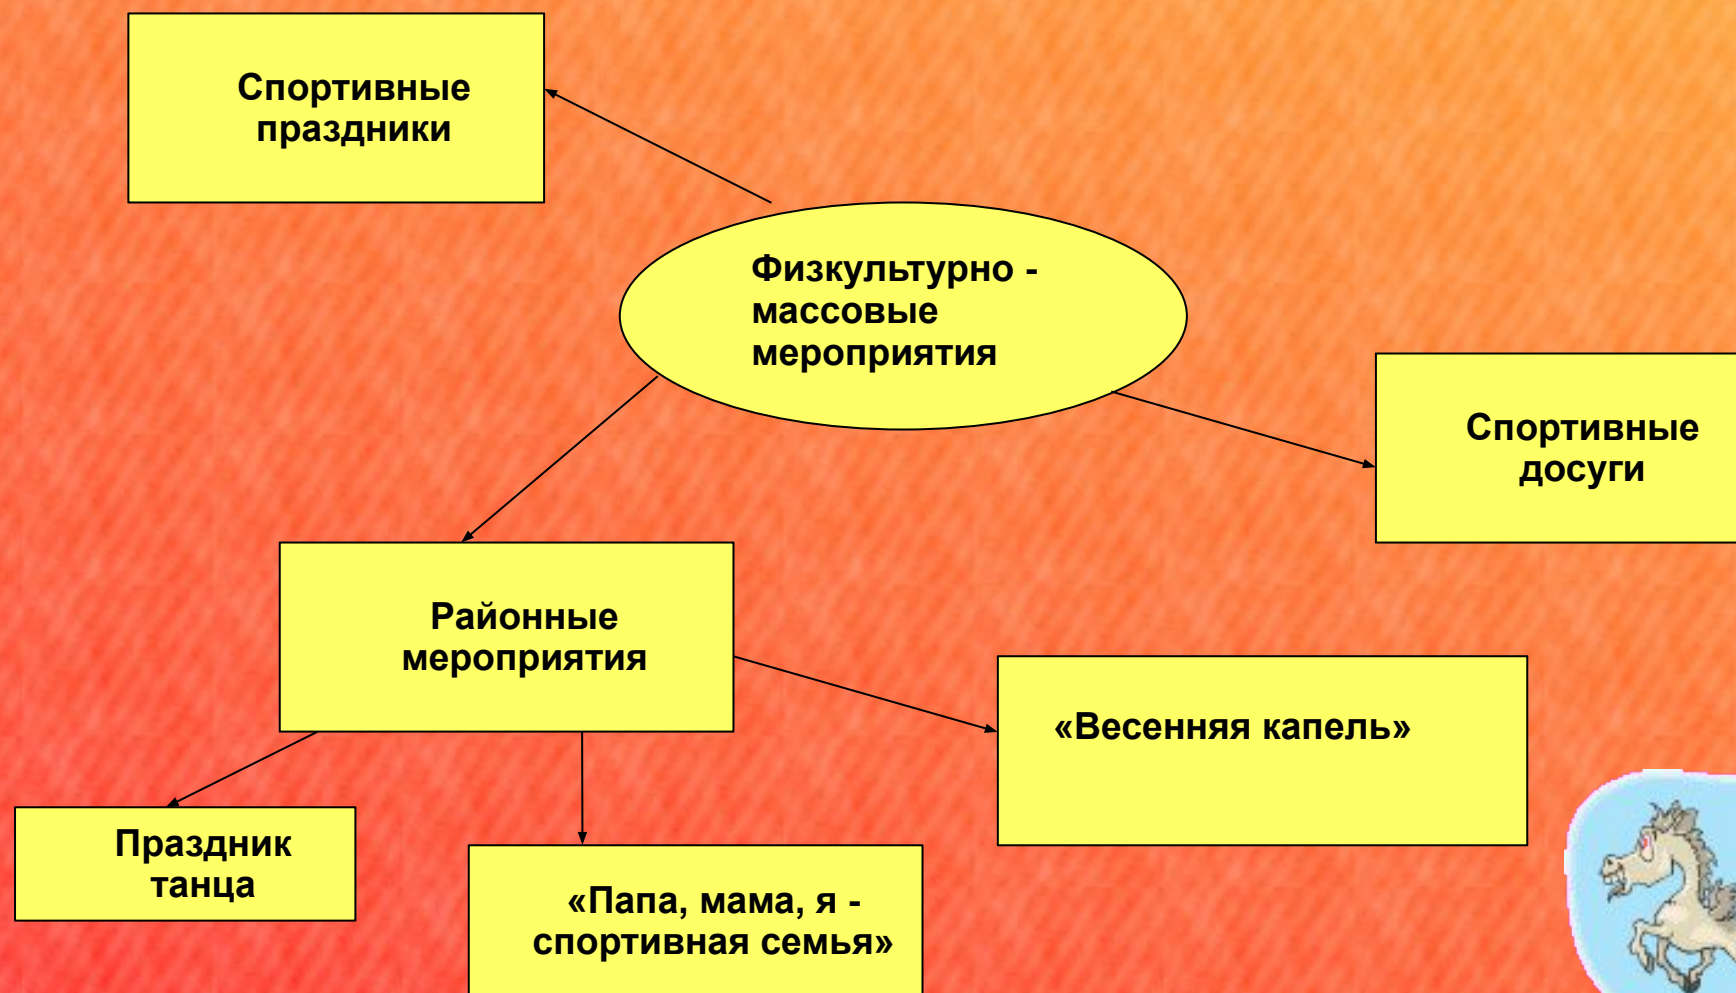 Спортивные
праздники
Физкультурно -
массовые
мероприятия
Спортивные
досуги
Районные
мероприятия
«Весенняя капель»
Праздник
танца
«Папа, мама, я -
спортивная семья»